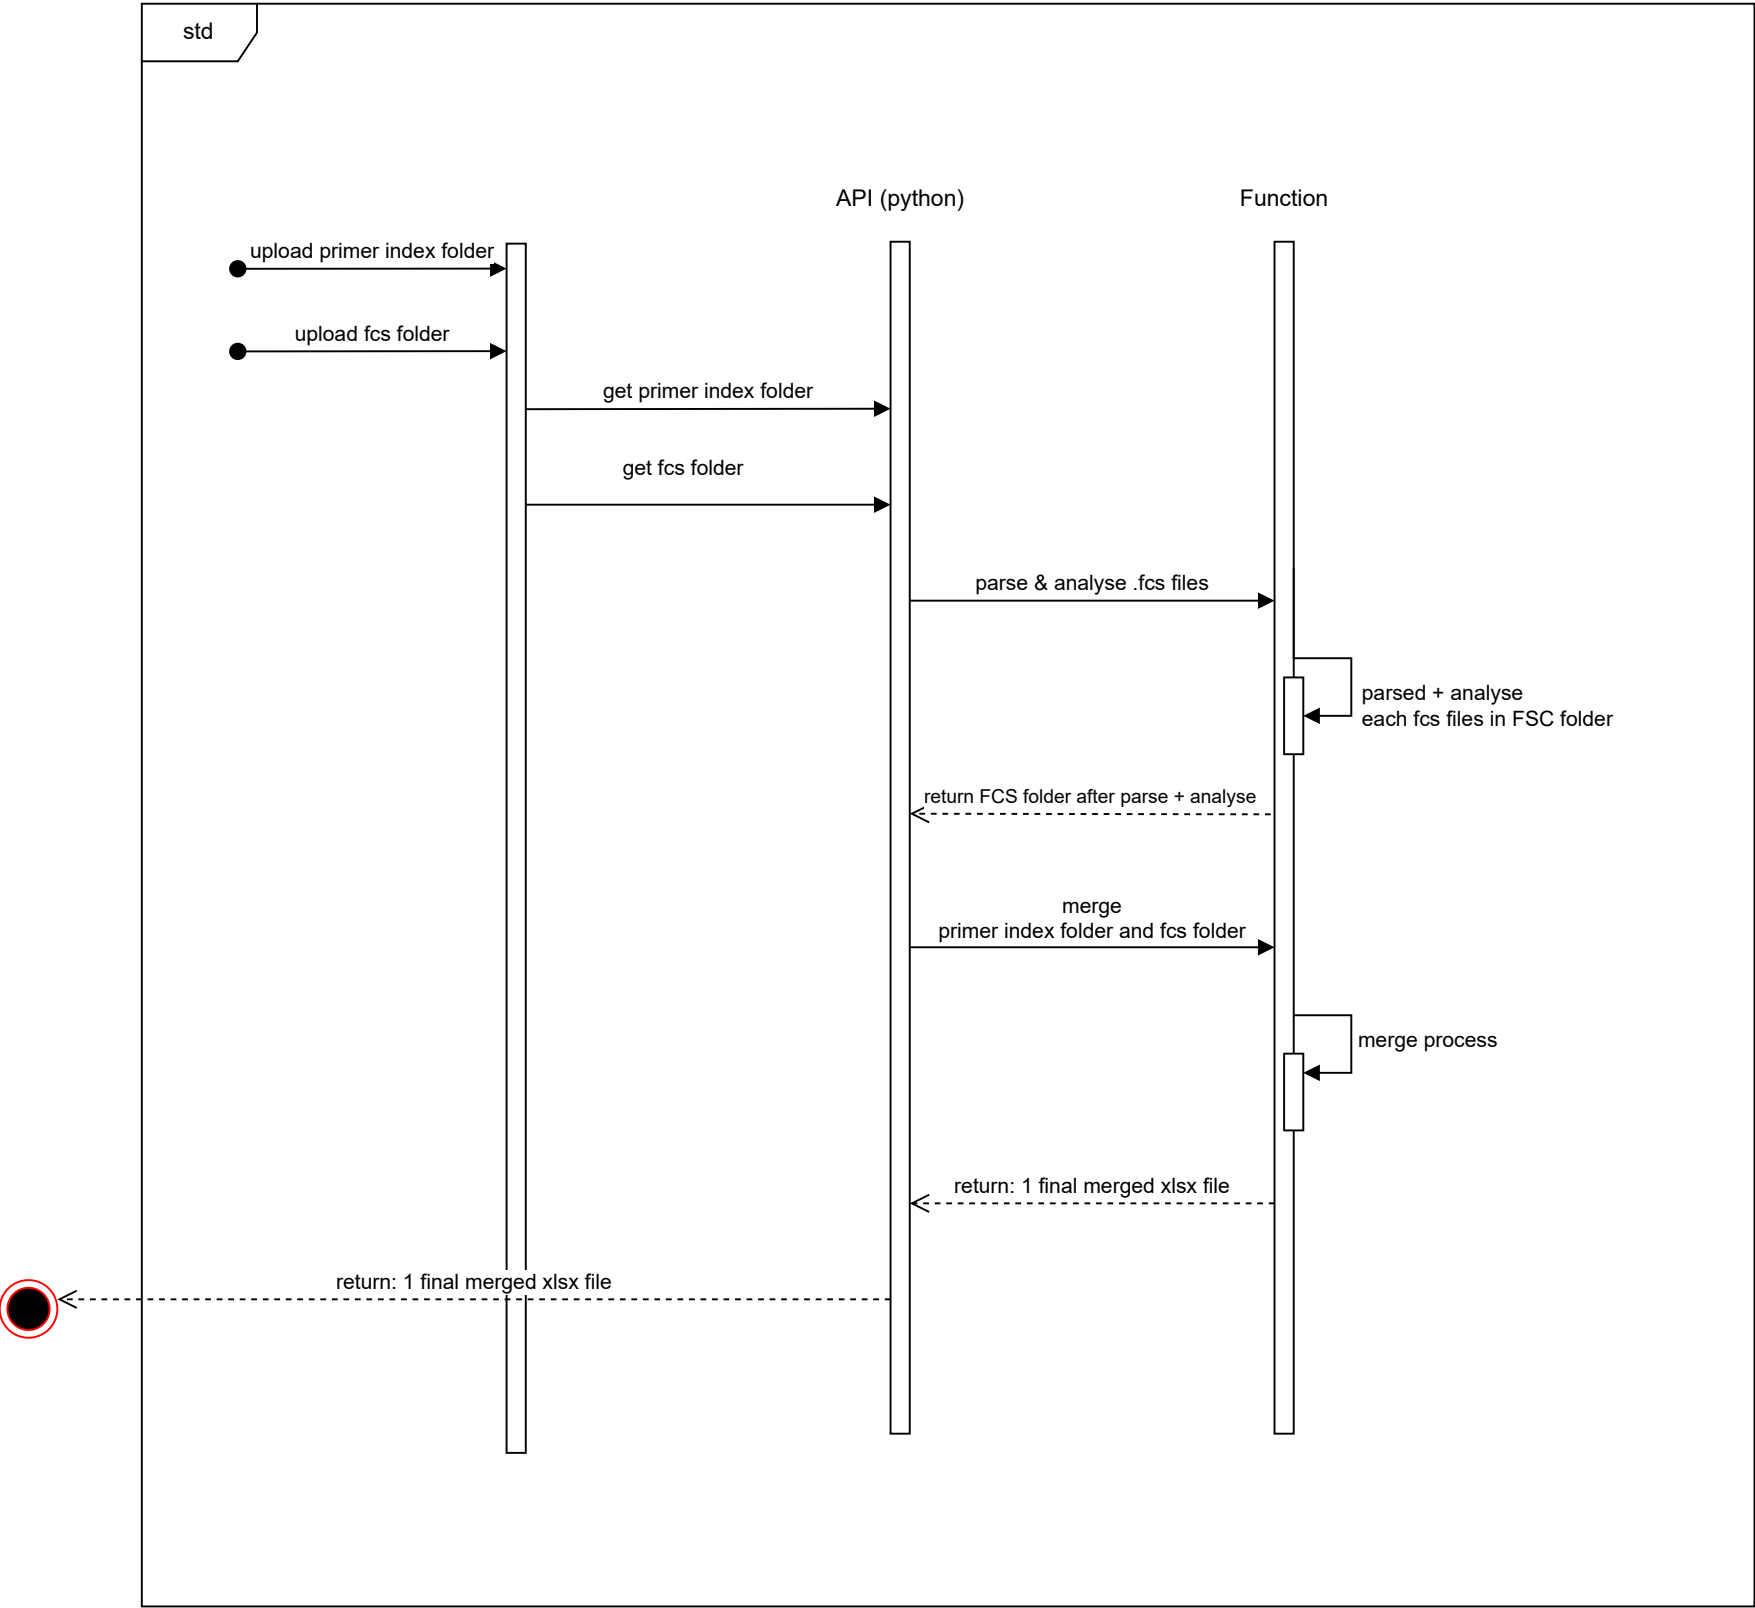 std
API (python)
Function
upload primer index folder
upload fcs folder
get primer index folder
get fcs folder
parse & analyse .fcs files
parsed + analyse
each fcs files in FSC folder
return FCS folder after parse + analyse
merge
primer index folder and fcs folder
merge process
return: 1 final merged xlsx file
return: 1 final merged xlsx file